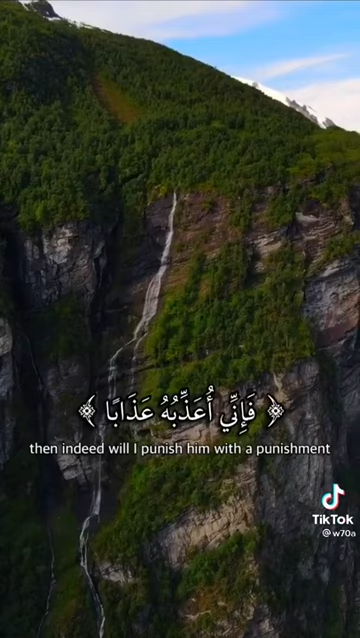 ﴿ فَإِنِّي أُعَذِّبُهُ عَذَابًا ﴾
then indeed will I punish him with a punishment
TikTok
@w70a